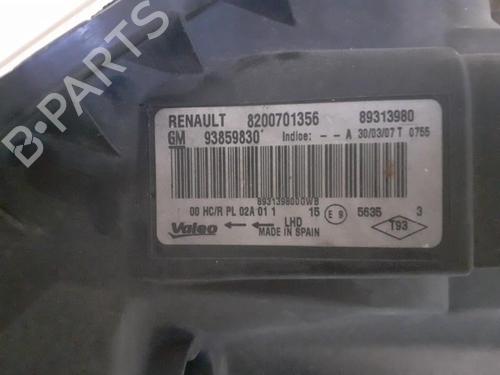 B-PARTS
RENAULT 8200701356 89313980
GM 93859830 Indice: - - A 30/03/07 T 0755
8931398000WB
00 HC/R PL 02A 01 1 15 E 9 5635 3
Valeo LHD MADE IN SPAIN T93